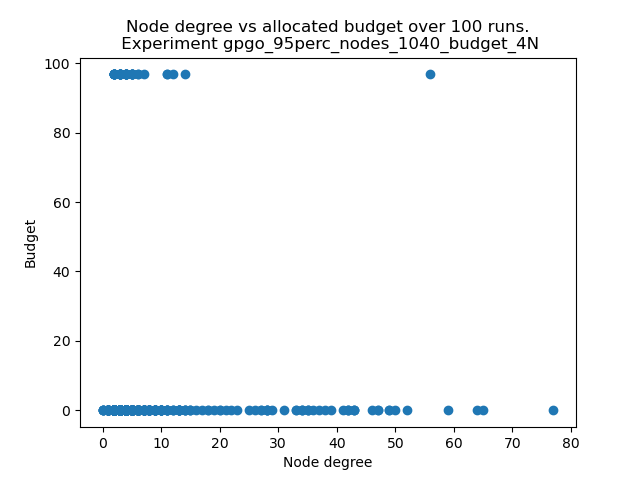 Node degree vs allocated budget over 100 runs.
Experiment gpgo_95perc_nodes_1040_budget_4N
100
80
60
40
20
0
Budget
0 10 20 30 40 50 60 70 80
Node degree